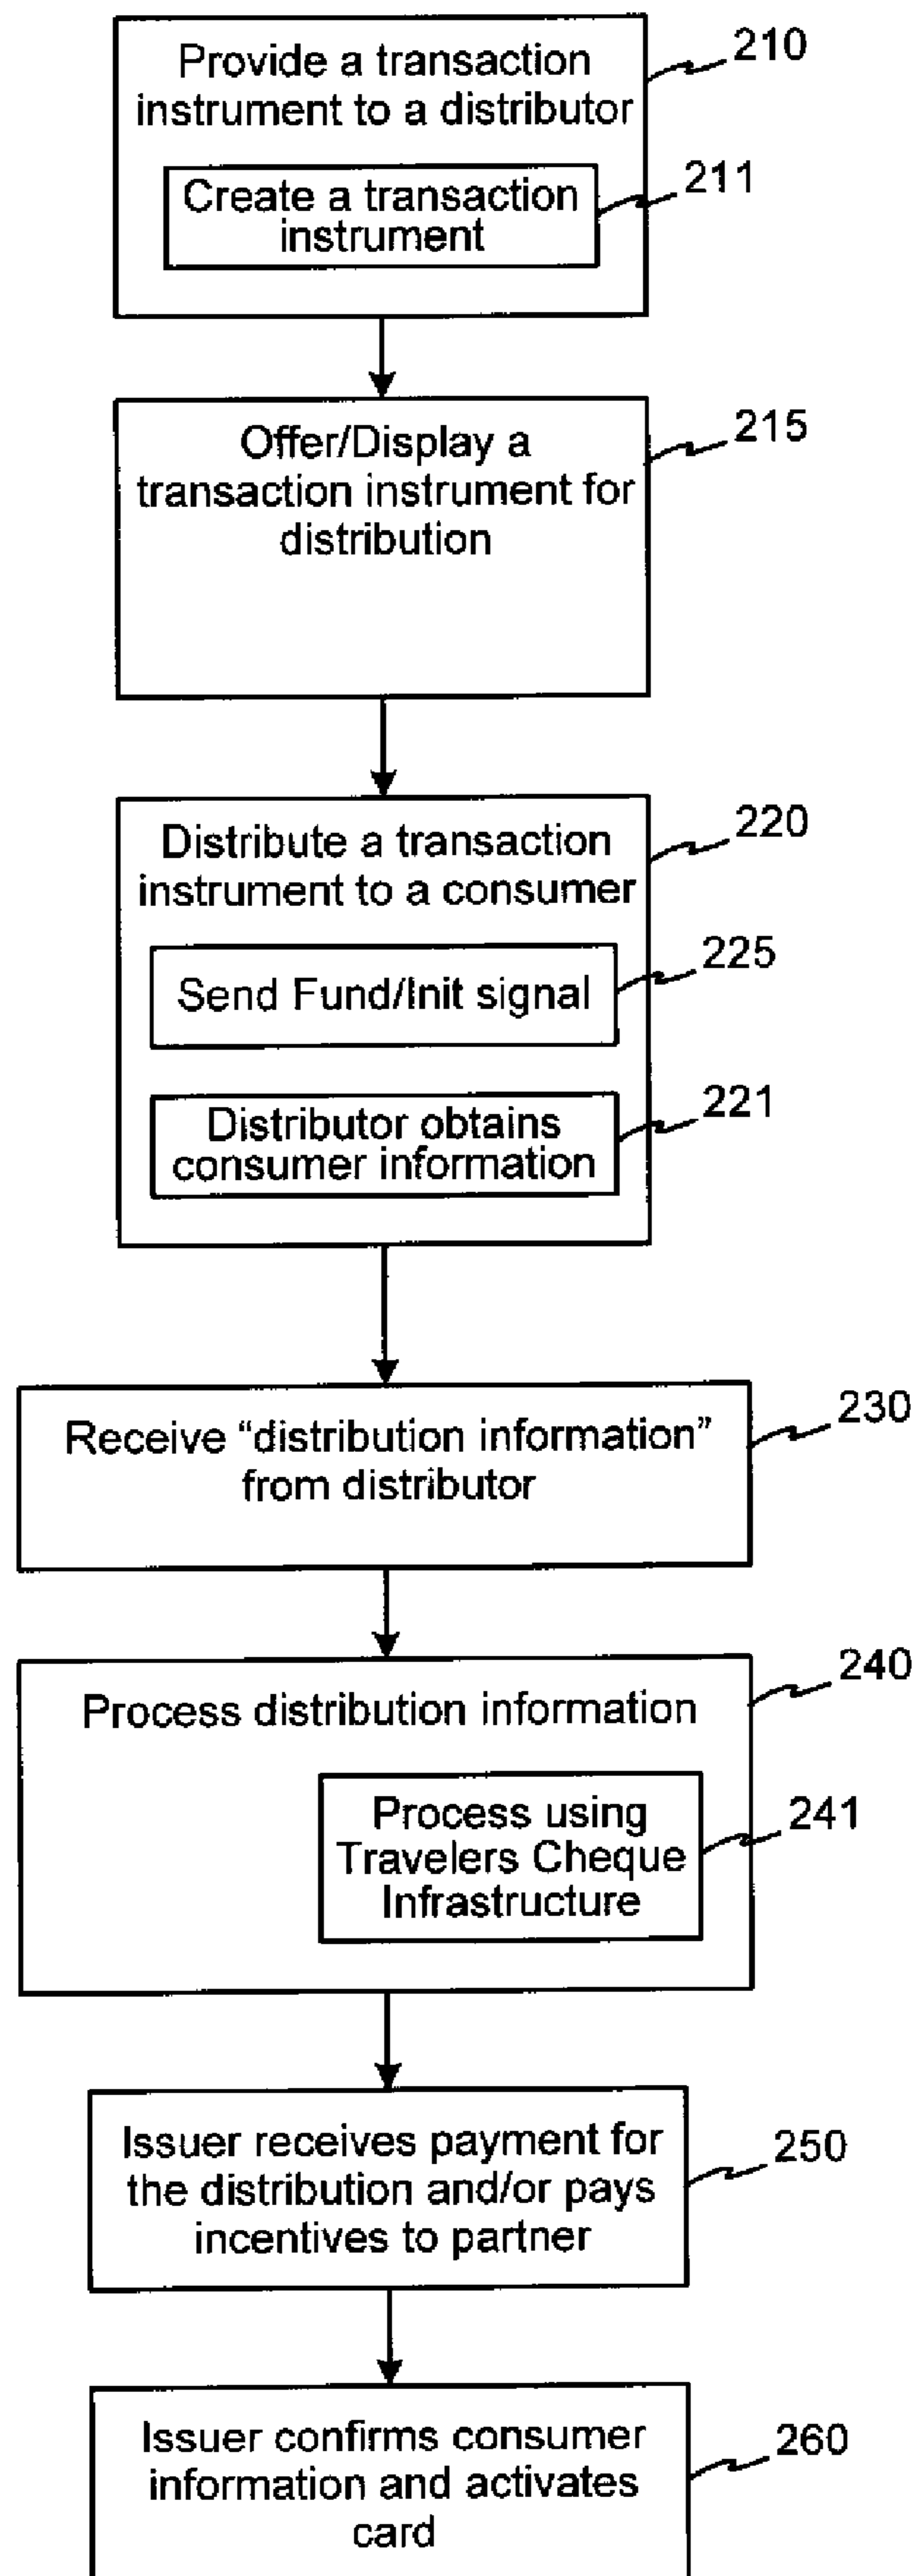 Provide a transaction
instrument to a distributor
210
Create a transaction
instrument
211
Offer/Display a
transaction instrument for
distribution
215
Distribute a transaction
instrument to a consumer
220
Send Fund/Init signal
225
Distributor obtains
consumer information
221
Receive “distribution information”
from distributor
230
Process distribution information
240
Process using
Travelers Cheque
Infrastructure
241
Issuer receives payment for
the distribution and/or pays
incentives to partner
250
Issuer confirms consumer
information and activates
card
260